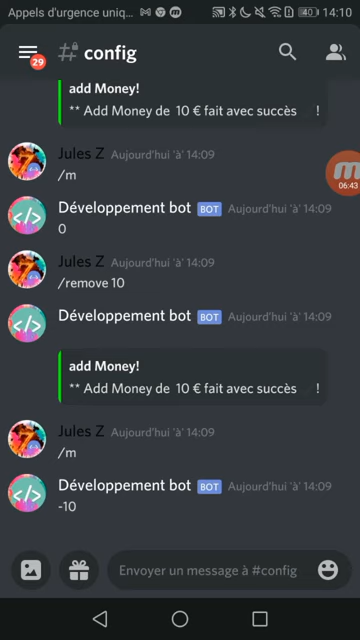 Appels d'urgence uniq... 40 14:10
29 # config
add Money!
** Add Money de 10 € fait avec succès !
Jules Z Aujourd'hui 'à' 14:09
/m
06:43
Développement bot BOT Aujourd'hui 'à' 14:09
0
Jules Z Aujourd'hui 'à' 14:09
/remove 10
Développement bot BOT Aujourd'hui 'à' 14:09
add Money!
** Add Money de 10 € fait avec succès !
Jules Z Aujourd'hui 'à' 14:09
/m
Développement bot BOT Aujourd'hui 'à' 14:09
-10
Envoyer un message à #config